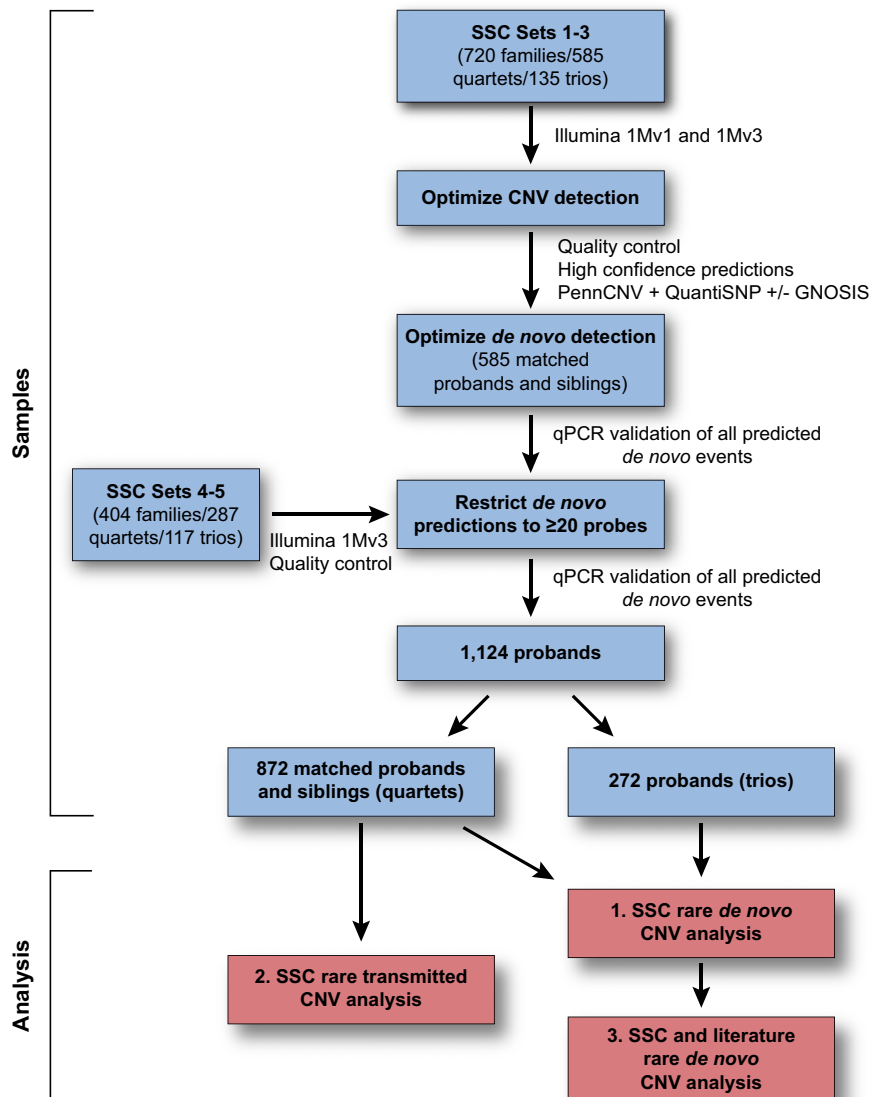 SSC Sets 1-3
(720 families/585
quartets/135 trios)
Illumina 1Mv1 and 1Mv3
Optimize CNV detection
Quality control
High confidence predictions
PennCNV + QuantiSNP +/- GNOSIS
Optimize de novo detection
(585 matched
probands and siblings)
qPCR validation of all predicted
de novo events
Samples
SSC Sets 4-5
(404 families/287
quartets/117 trios)
Illumina 1Mv3
Quality control
Restrict de novo
predictions to ≥20 probes
qPCR validation of all predicted
de novo events
1,124 probands
872 matched probands
and siblings (quartets)
272 probands (trios)
Analysis
1. SSC rare de novo
CNV analysis
2. SSC rare transmitted
CNV analysis
3. SSC and literature
rare de novo
CNV analysis